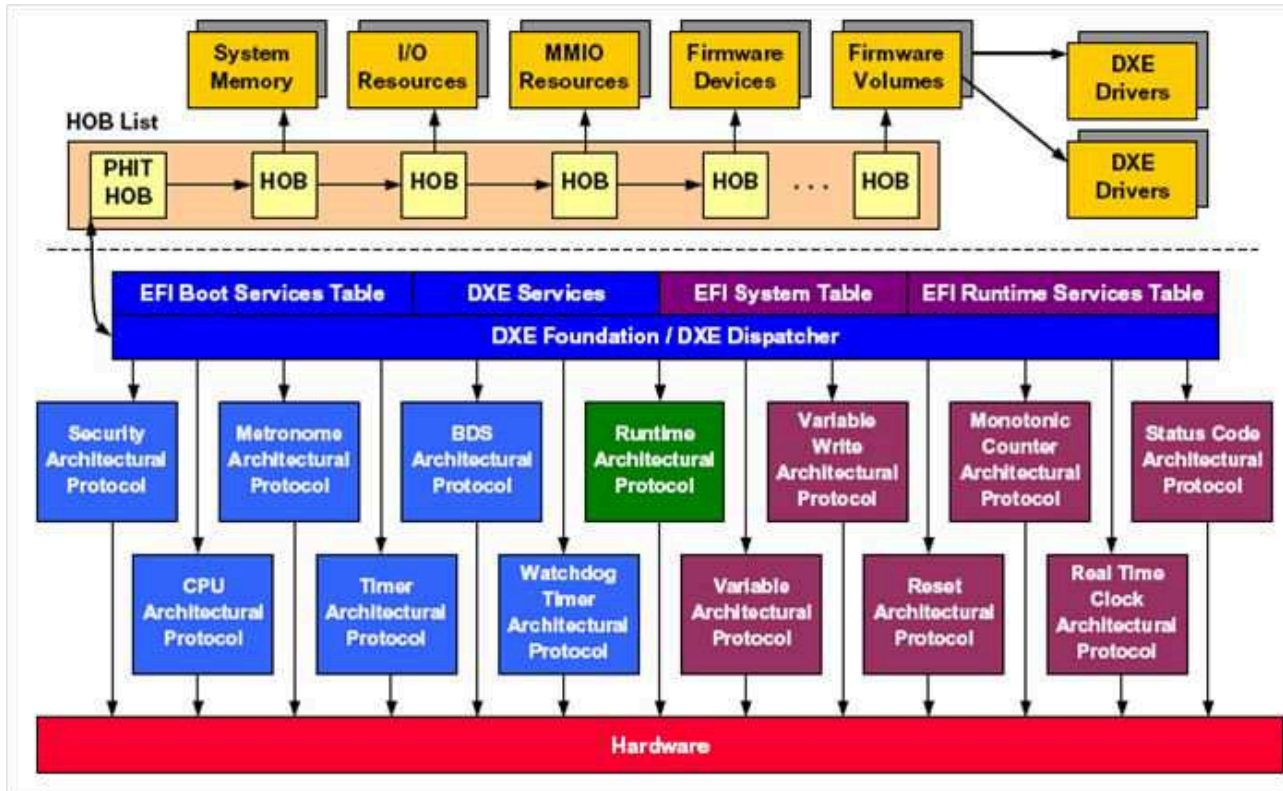 System
Memory
I/O
Resources
MMIO
Resources
Firmware
Devices
Firmware
Volumes
DXE
Drivers
HOB List
PHIT
HOB
HOB
HOB
HOB
HOB
. . .
HOB
DXE
Drivers
EFI Boot Services Table
DXE Services
EFI System Table
EFI Runtime Services Table
DXE Foundation / DXE Dispatcher
Security
Architectural
Protocol
Metronome
Architectural
Protocol
BDS
Architectural
Protocol
Runtime
Architectural
Protocol
Variable
Write
Architectural
Protocol
Monotonic
Counter
Architectural
Protocol
Status Code
Architectural
Protocol
CPU
Architectural
Protocol
Timer
Architectural
Protocol
Watchdog
Timer
Architectural
Protocol
Variable
Architectural
Protocol
Reset
Architectural
Protocol
Real Time
Clock
Architectural
Protocol
Hardware